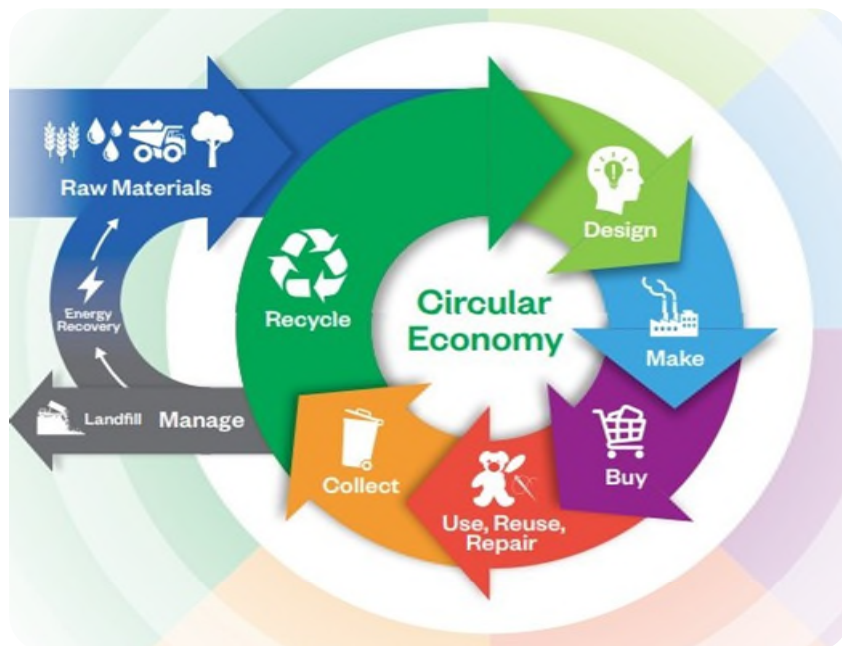 Raw Materials
Energy
Recovery
Landfill
Manage
Recycle
Circular
Economy
Design
Make
Buy
Use, Reuse,
Repair
Collect